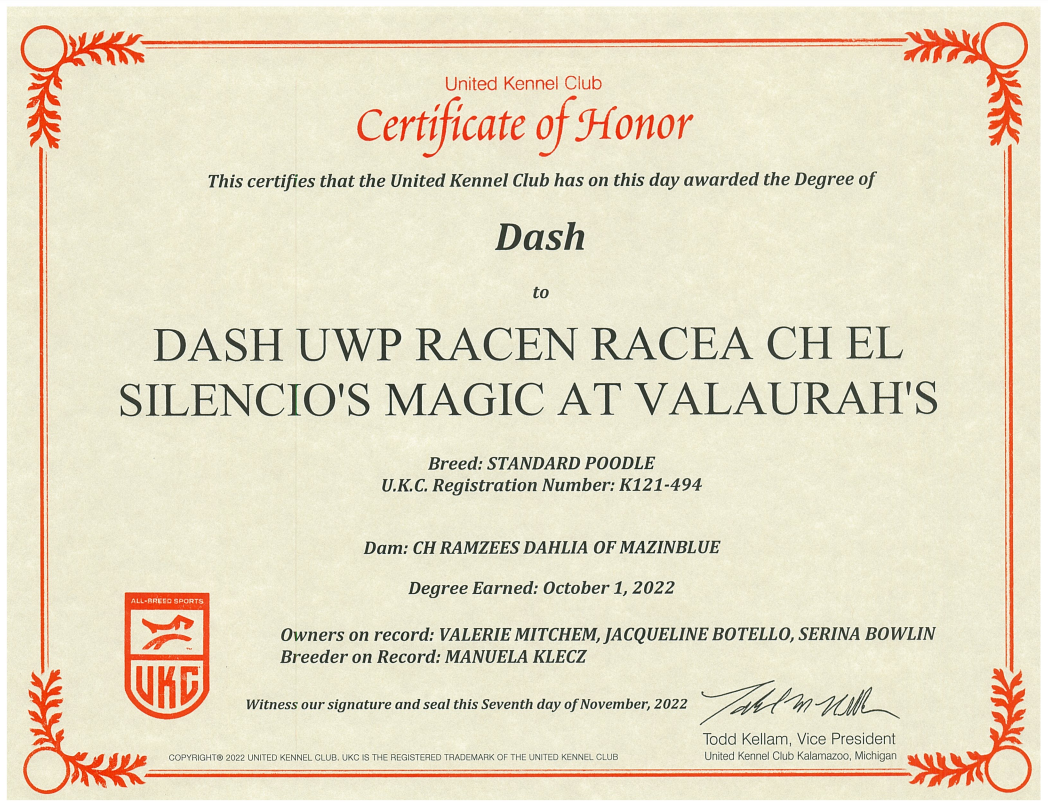 United Kennel Club
Certificate of Honor
This certifies that the United Kennel Club has on this day awarded the Degree of
Dash
to
DASH UWP RACEN RACEA CH EL
SILENCIO'S MAGIC AT VALAURAH'S
Breed: STANDARD POODLE
U.K.C. Registration Number: K121-494
Dam: CH RAMZEES DAHLIA OF MAZINBLUE
Degree Earned: October 1, 2022
ALL-BREED SPORTS
UKC
Owners on record: VALERIE MITCHEM, JACQUELINE BOTELLO, SERINA BOWLIN
Breeder on Record: MANUELA KLECZ
Witness our signature and seal this Seventh day of November, 2022
Todd Kellam, Vice President
United Kennel Club Kalamazoo, Michigan
COPYRIGHT® 2022 UNITED KENNEL CLUB. UKC IS THE REGISTERED TRADEMARK OF THE UNITED KENNEL CLUB